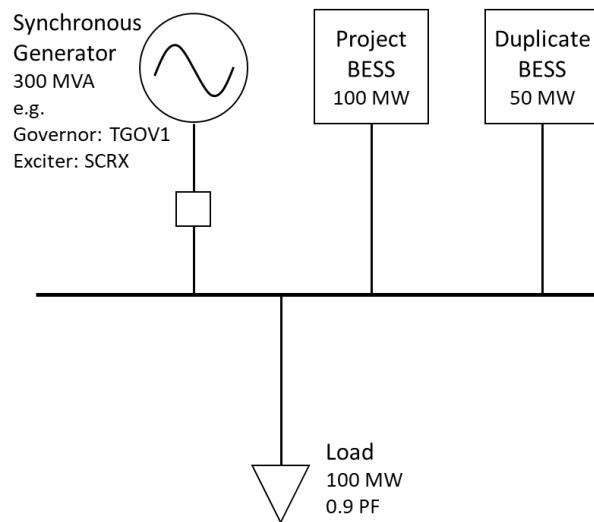 Synchronous
Generator
300 MVA
e.g.
Governor: TGOV1
Exciter: SCRX
Project
BESS
100 MW
Duplicate
BESS
50 MW
Load
100 MW
0.9 PF